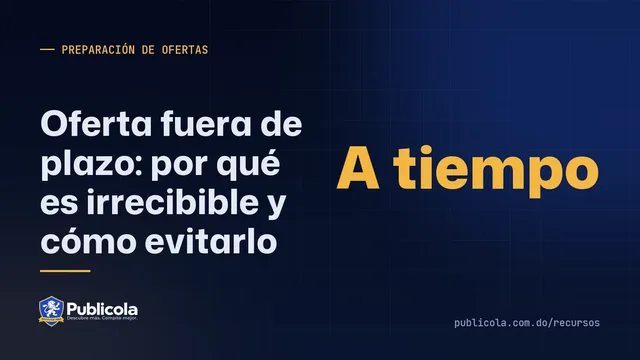 PREPARACIÓN DE OFERTAS
Oferta fuera de
plazo: por qué
es irrecibible y
cómo evitarlo
A tiempo
Publicola
Descubre más. Compite mejor.
publicola.com.do/recursos